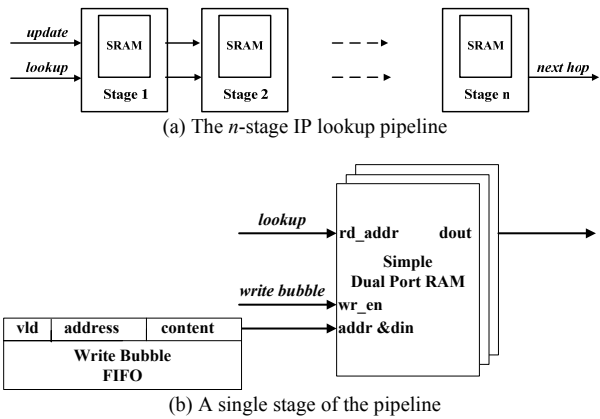 update
lookup
SRAM
SRAM
SRAM
Stage 1
Stage 2
Stage n
next hop
(a) The n-stage IP lookup pipeline
lookup
rd_addr
dout
Simple
Dual Port RAM
write bubble
wr_en
vld
address
content
addr &din
Write Bubble
FIFO
(b) A single stage of the pipeline